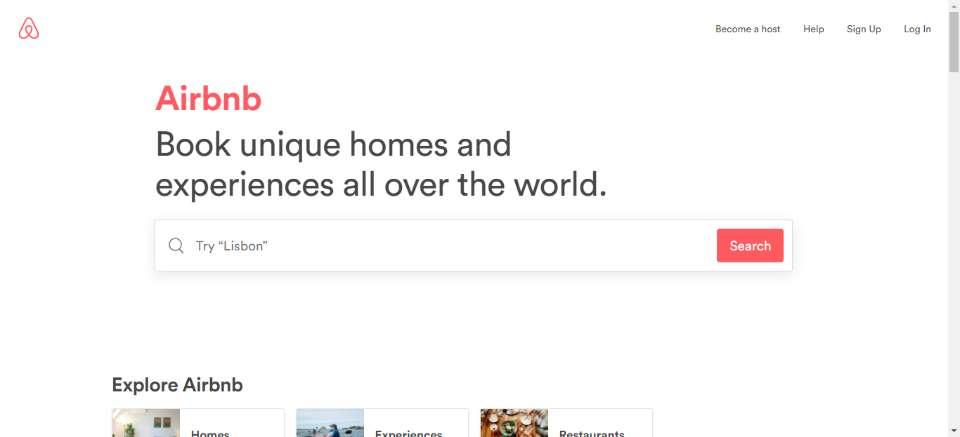 Become a host Help Sign Up Log In
Airbnb
Book unique homes and
experiences all over the world.
Try “Lisbon”
Search
Explore Airbnb
Homes
Experiences
Restaurants